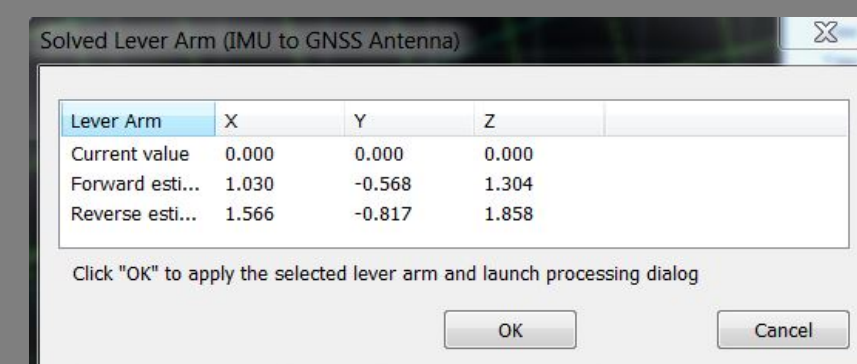 Solved Lever Arm (IMU to GNSS Antenna)
Lever Arm X Y Z
Current value 0.000 0.000 0.000
Forward esti... 1.030 -0.568 1.304
Reverse esti... 1.566 -0.817 1.858
Click "OK" to apply the selected lever arm and launch processing dialog
OK Cancel